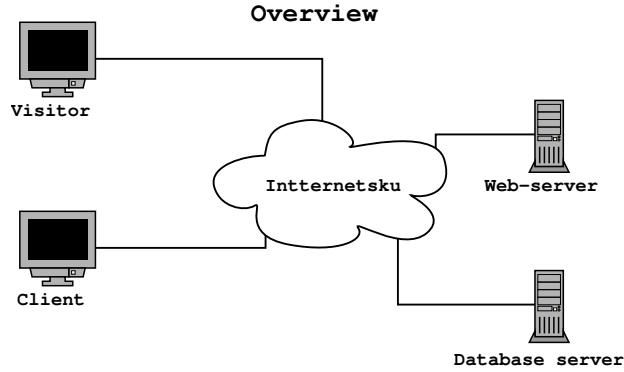 Overview
Visitor
Intternetsku
Web-server
Client
Database server